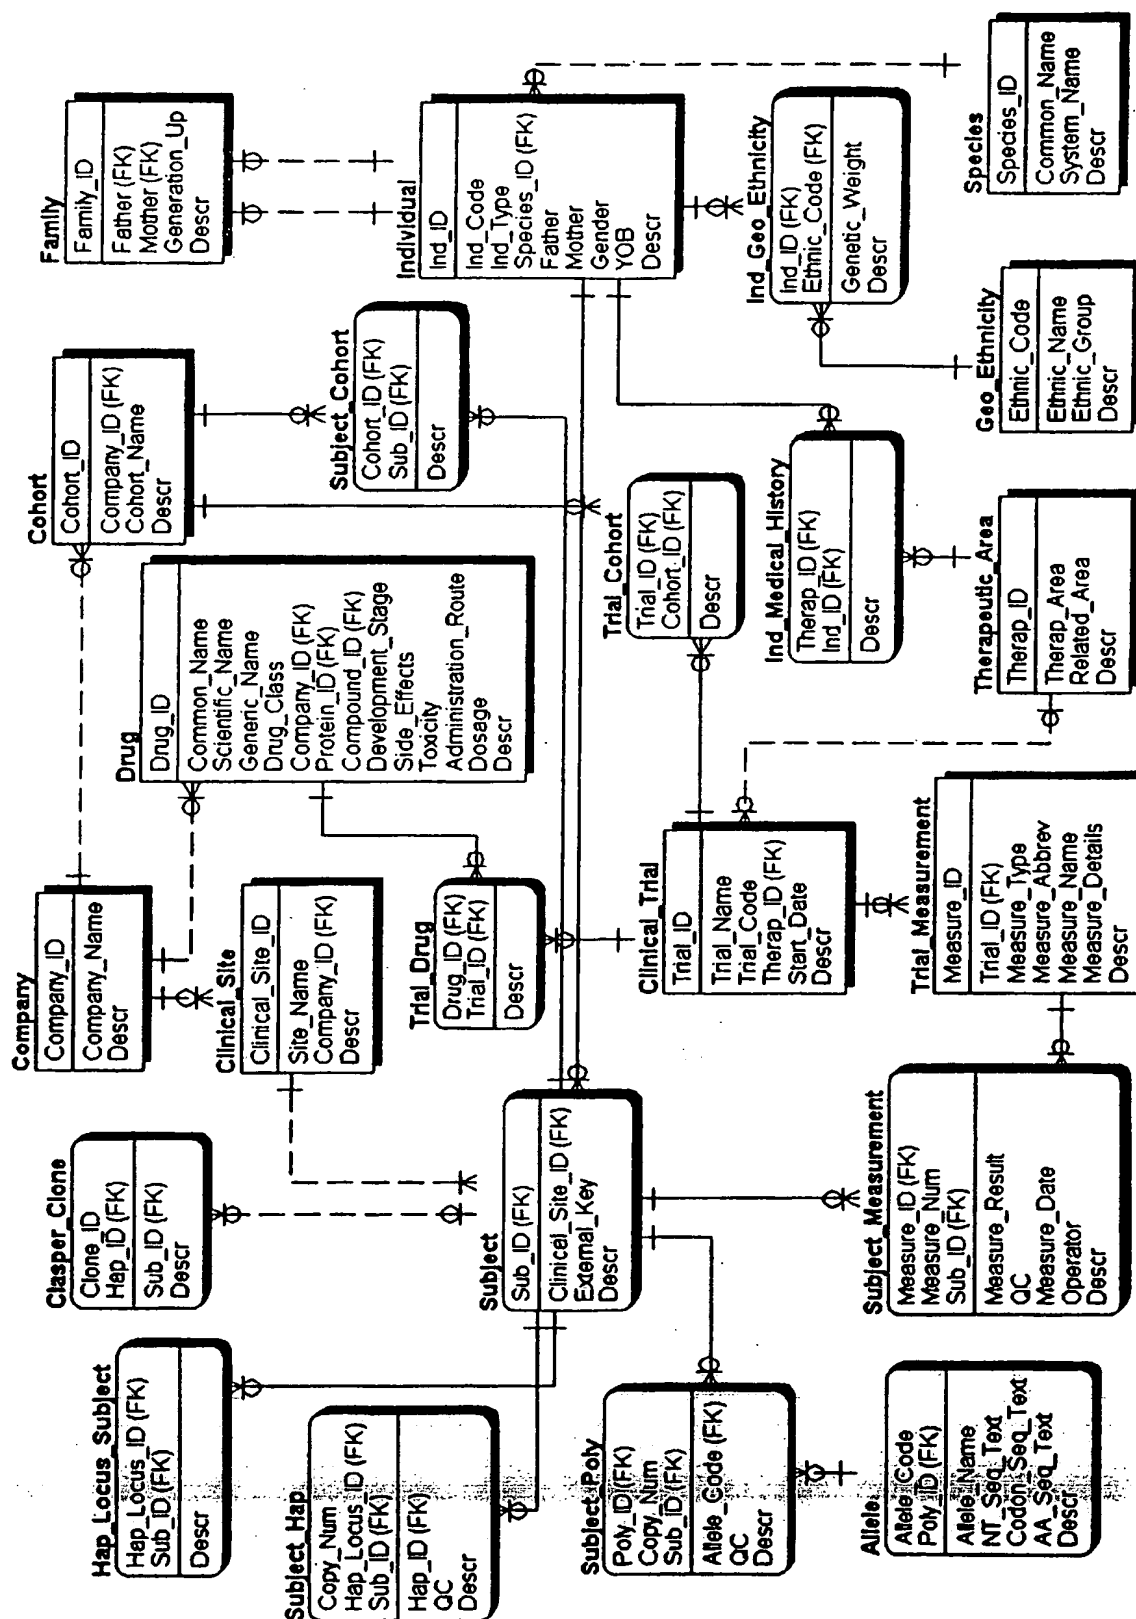 Family
Family_ID
Father (FK)
Mother (FK)
Generation_Up
Descr
Individual
Ind_ID
Ind_Code
Ind_Type
Species_ID (FK)
Father
Mother
Gender
YOB
Descr
Ind_Geo_Ethnicity
Ind_ID (FK)
Ethnic_Code (FK)
Genetic_Weight
Descr
Species
Species_ID
Common_Name
System_Name
Descr
Cohort
Cohort_ID
Company_ID (FK)
Cohort_Name
Descr
Subject_Cohort
Cohort_ID (FK)
Sub_ID (FK)
Descr
Geo_Ethnicity
Ethnic_Code
Ethnic_Name
Ethnic_Group
Descr
Drug
Drug_ID
Common_Name
Scientific_Name
Generic_Name
Drug_Class
Company_ID (FK)
Protein_ID (FK)
Compound_ID (FK)
Development_Stage
Side_Effects
Toxicity
Administration_Route
Dosage
Descr
Trial_Cohort
Trial_ID (FK)
Cohort_ID (FK)
Descr
Ind_Medical_History
Therap_ID (FK)
Ind_ID (FK)
Descr
Therapeutic_Area
Therap_ID
Therap_Area
Related_Area
Descr
Company
Company_ID
Company_Name
Descr
Clinical_Site
Clinical_Site_ID
Site_Name
Company_ID (FK)
Descr
Trial_Drug
Drug_ID (FK)
Trial_ID (FK)
Descr
Clinical_Trial
Trial_ID
Trial_Name
Trial_Code
Therap_ID (FK)
Start_Date
Descr
Trial_Measurement
Measure_ID
Trial_ID (FK)
Measure_Type
Measure_Abbrev
Measure_Name
Measure_Details
Descr
Clasper_Clone
Clone_ID
Hap_ID (FK)
Sub_ID (FK)
Descr
Subject
Sub_ID (FK)
Clinical_Site_ID (FK)
External_Key
Descr
Subject_Measurement
Measure_ID (FK)
Measure_Num
Sub_ID (FK)
Measure_Result
QC
Measure_Date
Operator
Descr
Hap_Locus_Subject
Hap_Locus_ID (FK)
Sub_ID (FK)
Descr
Subject_Hap
Copy_Num
Hap_Locus_ID (FK)
Sub_ID (FK)
Hap_ID (FK)
QC
Descr
Subject_Poly
Poly_ID (FK)
Copy_Num
Sub_ID (FK)
Allele_Code (FK)
QC
Descr
Allele
Allele_Code
Poly_ID (FK)
Allele_Name
NT_Seq_Text
Codon_Seq_Text
AA_Seq_Text
Descr